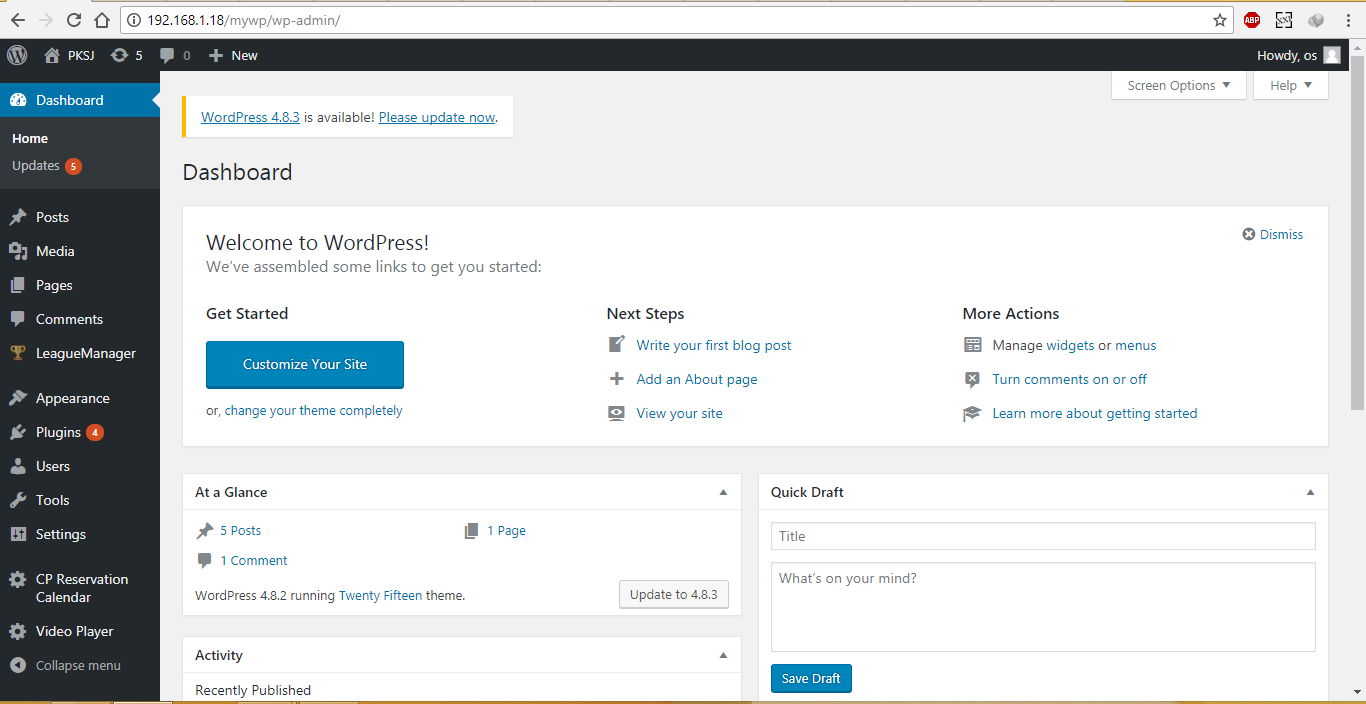 192.168.1.18/mywp/wp-admin/
ABP
PKSJ 5 0 New
Howdy, os
Dashboard
Home
Updates 5
Posts
Media
Pages
Comments
LeagueManager
Appearance
Plugins 4
Users
Tools
Settings
CP Reservation
Calendar
Video Player
Collapse menu
Screen Options
Help
WordPress 4.8.3 is available! Please update now.
Dashboard
Welcome to WordPress!
We've assembled some links to get you started:
Dismiss
Get Started
Customize Your Site
or, change your theme completely
Next Steps
Write your first blog post
Add an About page
View your site
More Actions
Manage widgets or menus
Turn comments on or off
Learn more about getting started
At a Glance
5 Posts
1 Page
1 Comment
WordPress 4.8.2 running Twenty Fifteen theme.
Update to 4.8.3
Activity
Recently Published
Quick Draft
Title
What's on your mind?
Save Draft